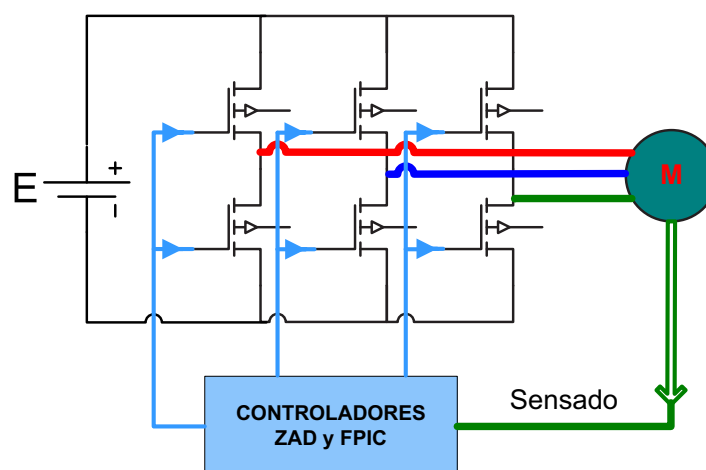 E
+
M
CONTROLADORES
ZAD y FPIC
Sensado